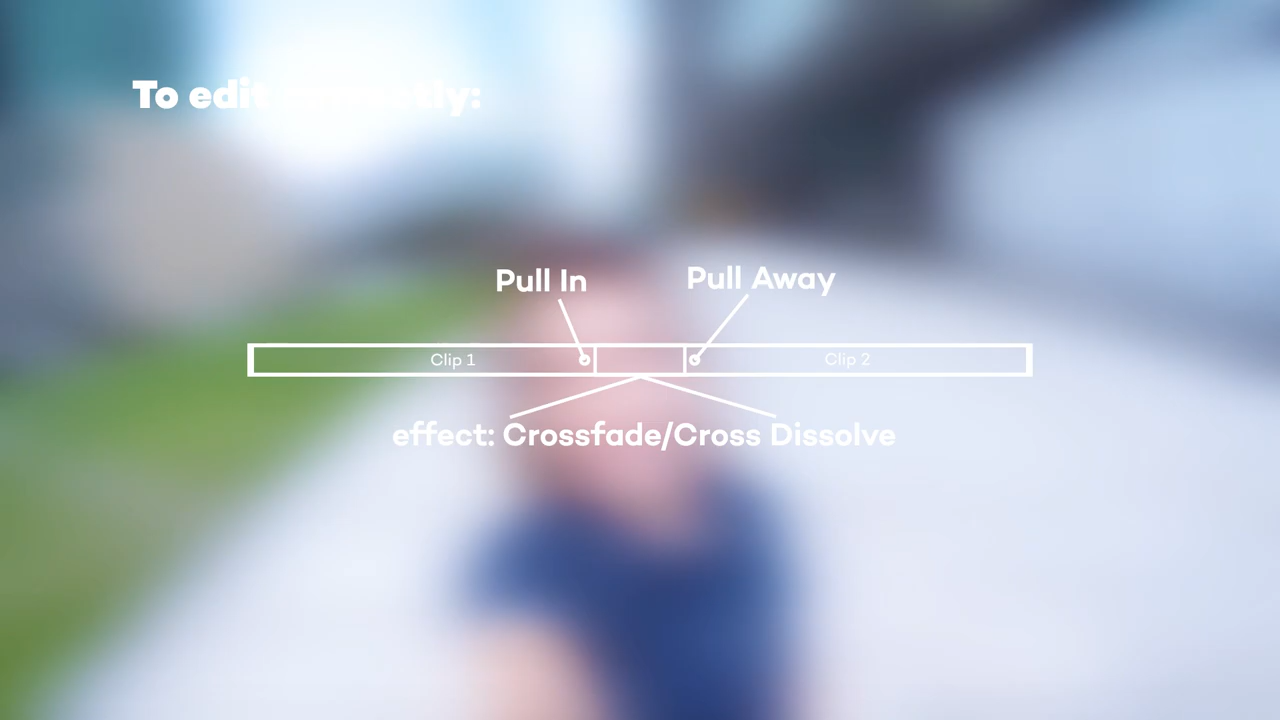 To edit
Pull In
Pull Away
Clip 1
Clip 2
effect: Crossfade/Cross Dissolve